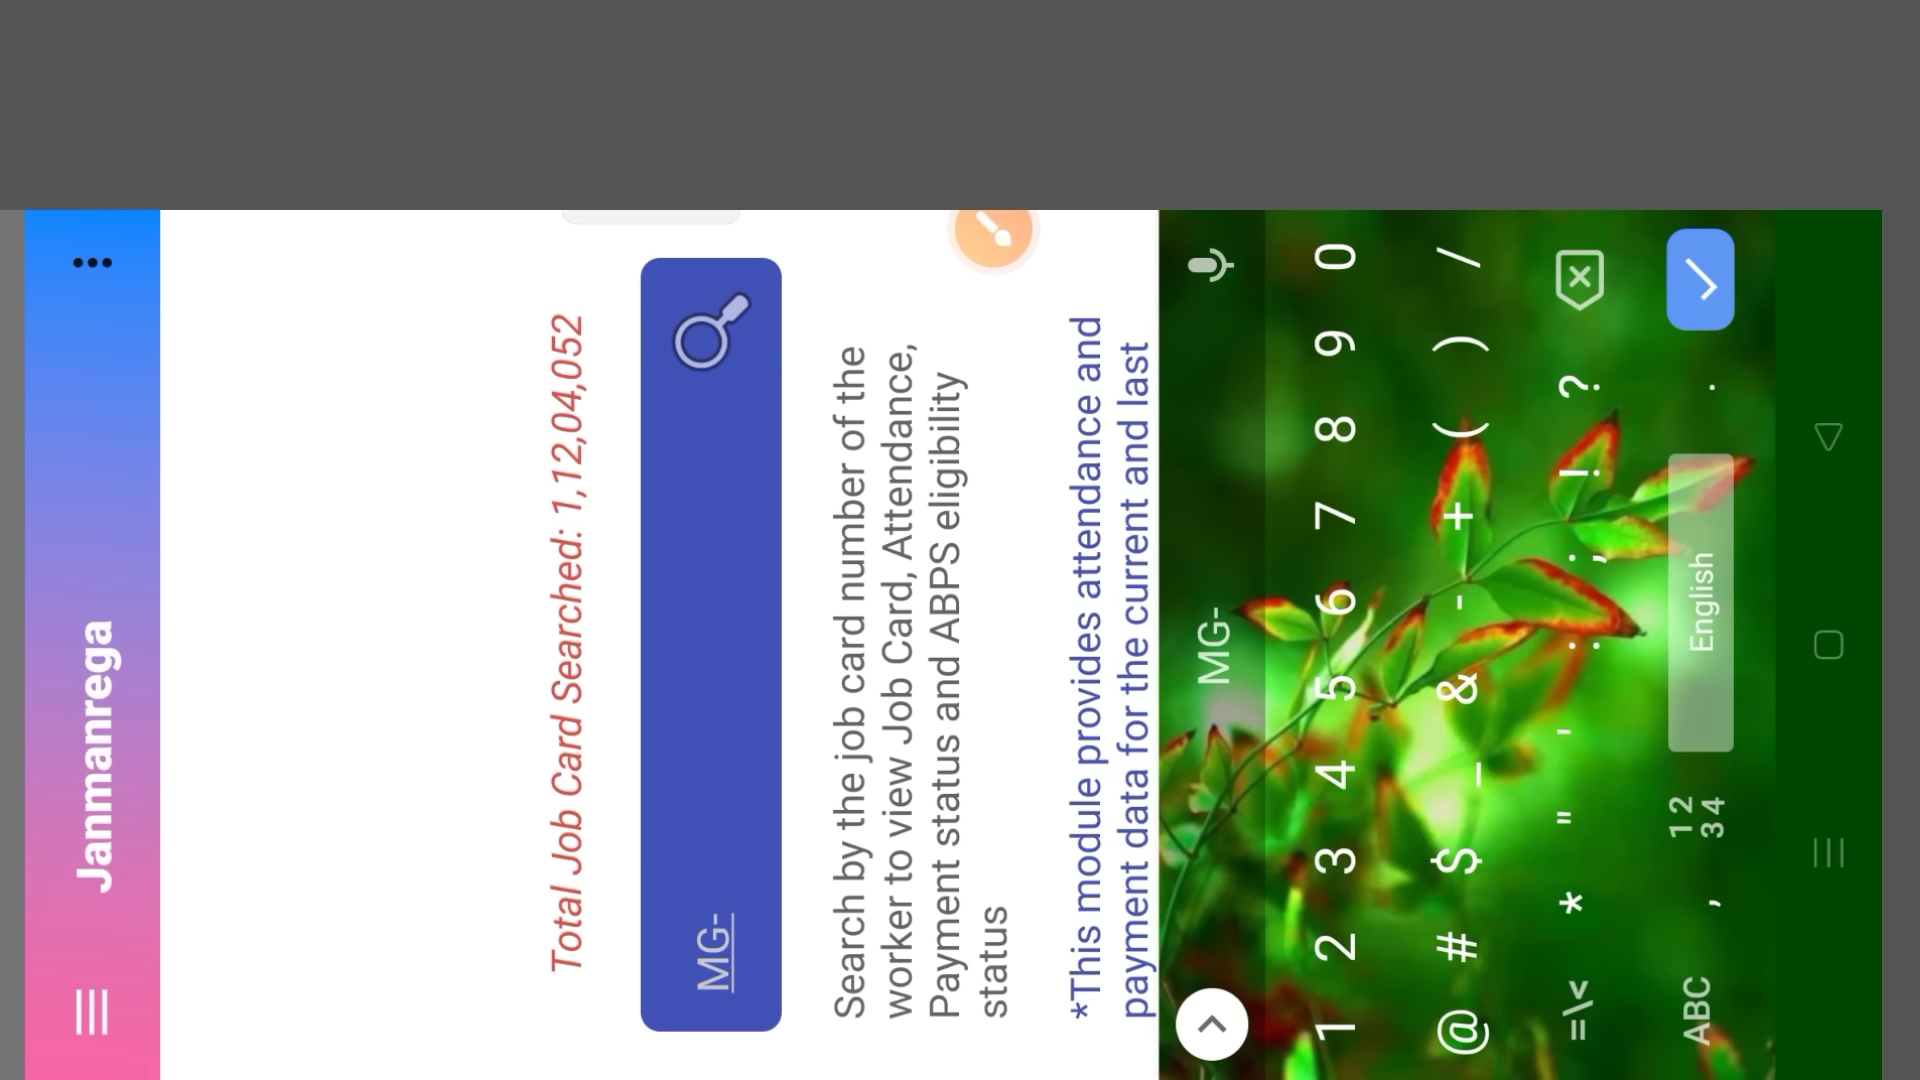 Janmanrega
Total Job Card Searched: 1,12,04,052
MG-
Search by the job card number of the
worker to view Job Card, Attendance,
Payment status and ABPS eligibility
status
*This module provides attendance and
payment data for the current and last
MG-
1 2 3 4 5 6 7 8 9 0
@ # $ _ & - + ( ) /
=\< * " ' : ; ! ?
ABC , 12 34 English .